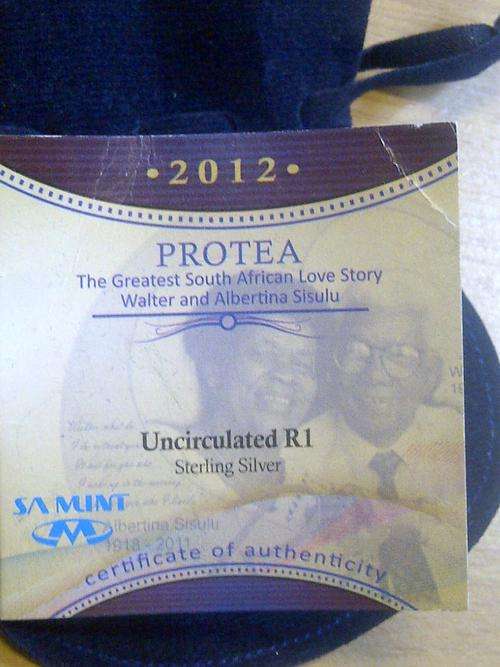 •2012•
PROTEA
The Greatest South African Love Story
Walter and Albertina Sisulu
Uncirculated R1
Sterling Silver
SA MINT
Albertina Sisulu
1918 - 2011
certificate of authenticity